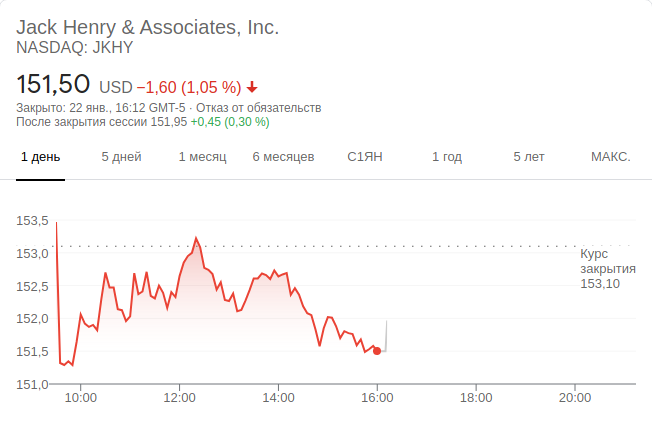 Jack Henry & Associates, Inc.
NASDAQ: JKHY
151,50 USD −1,60 (1,05 %)
Закрыто: 22 янв., 16:12 GMT-5 · Отказ от обязательств
После закрытия сессии 151,95 +0,45 (0,30 %)
1 день 5 дней 1 месяц 6 месяцев С1ЯН 1 год 5 лет МАКС.
153,5
153,0
152,5
152,0
151,5
151,0
Курс
закрытия
153,10
10:00 12:00 14:00 16:00 18:00 20:00